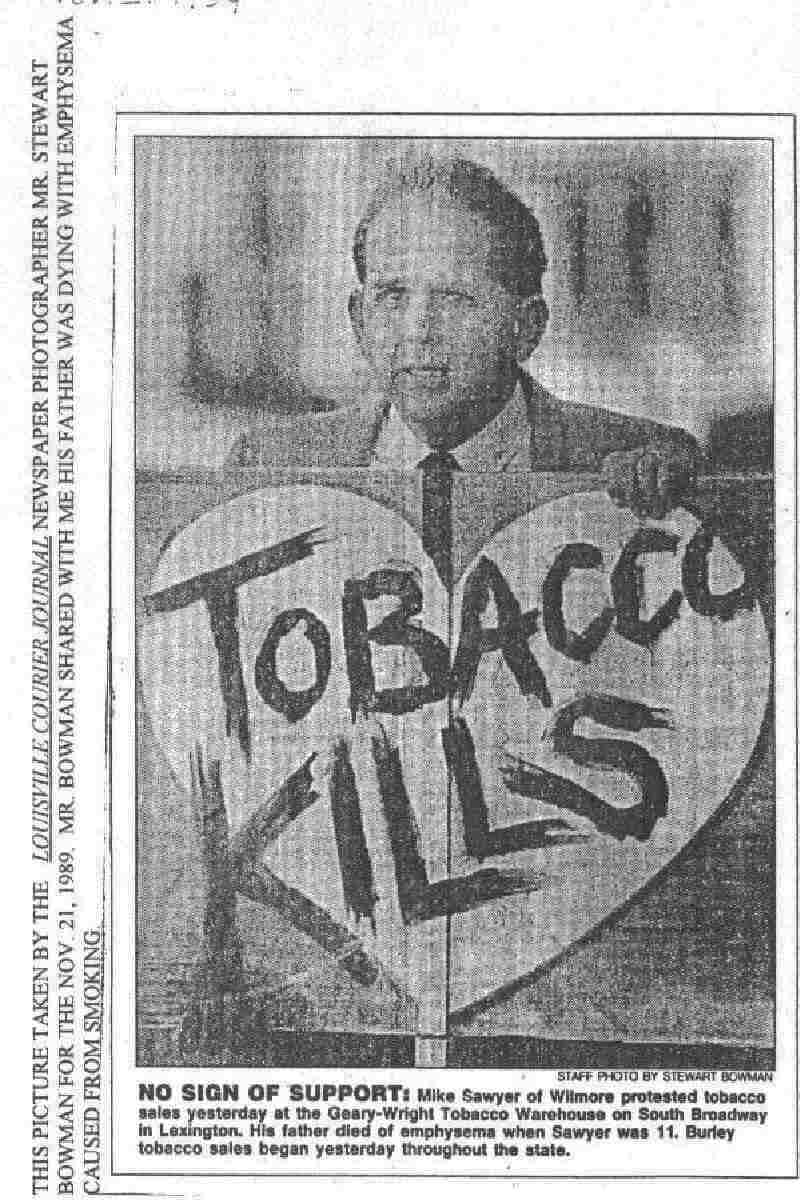 THIS PICTURE TAKEN BY THE LOUISVILLE COURIER JOURNAL NEWSPAPER PHOTOGRAPHER MR. STEWART
BOWMAN FOR THE NOV. 21, 1989. MR. BOWMAN SHARED WITH ME HIS FATHER WAS DYING WITH EMPHYSEMA
CAUSED FROM SMOKING.
TOBACCO
KILLS
STAFF PHOTO BY STEWART BOWMAN
NO SIGN OF SUPPORT: Mike Sawyer of Wilmore protested tobacco
sales yesterday at the Geary-Wright Tobacco Warehouse on South Broadway
in Lexington. His father died of emphysema when Sawyer was 11. Burley
tobacco sales began yesterday throughout the state.